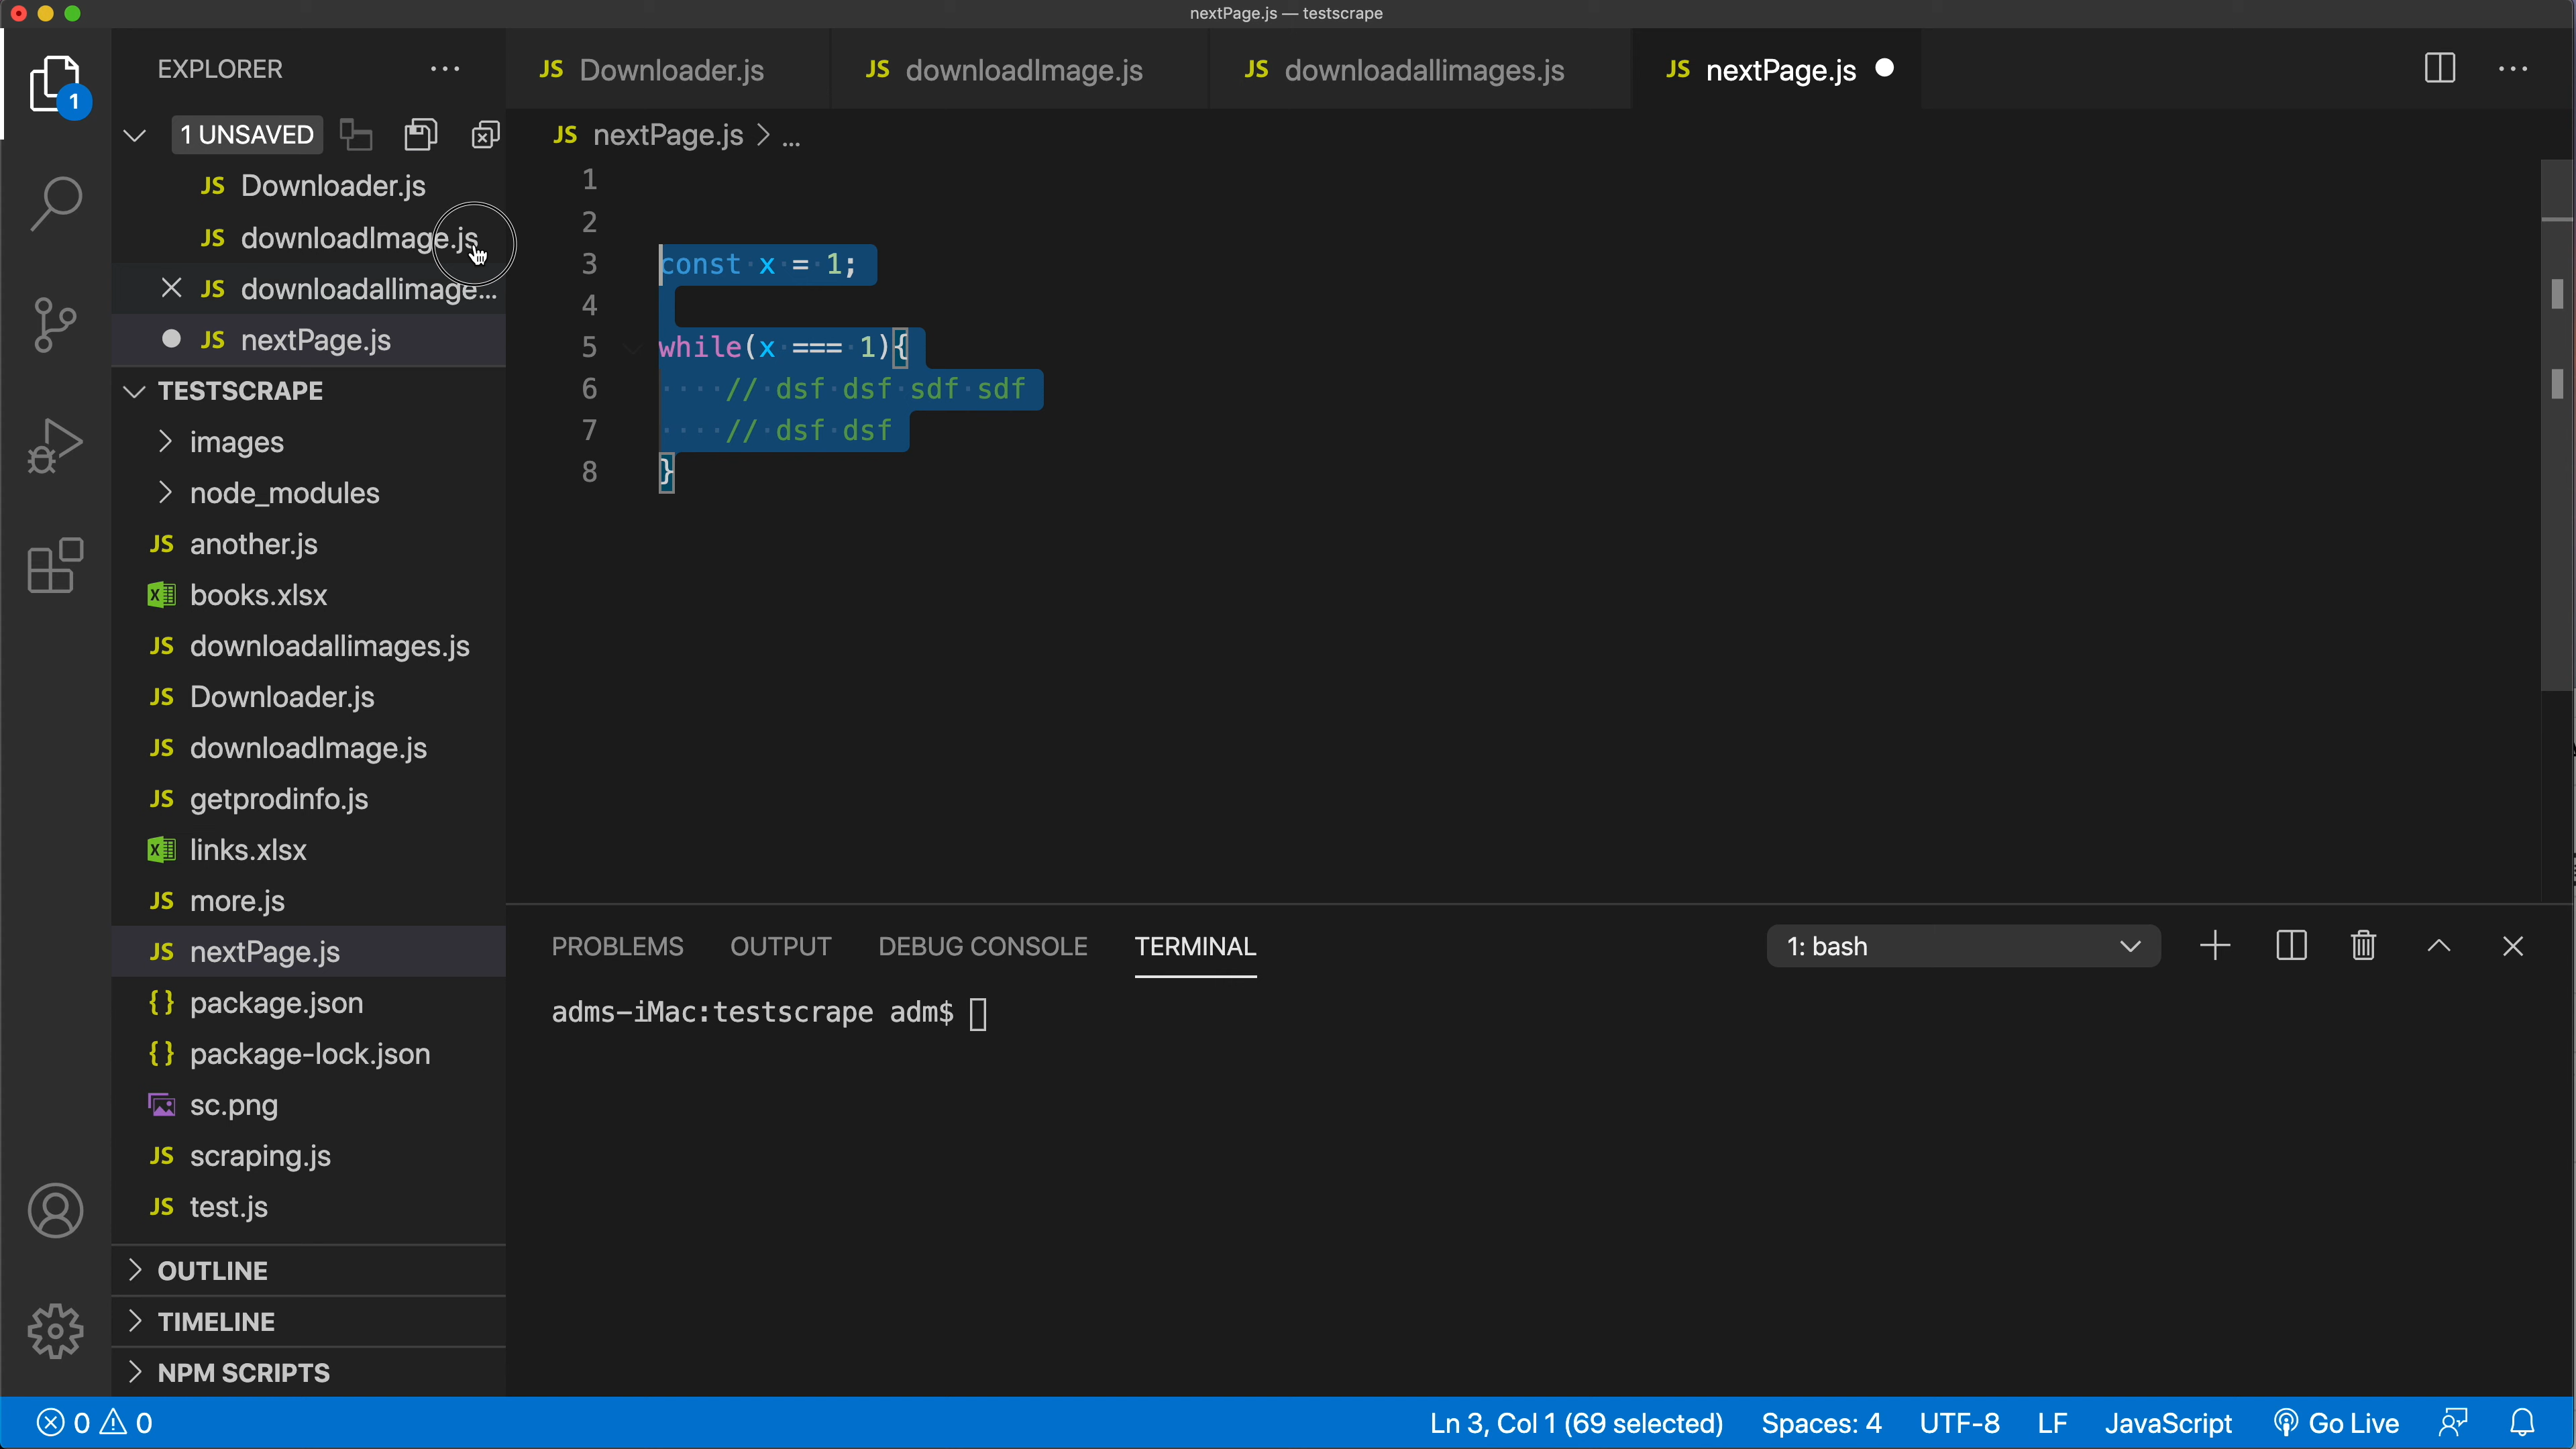 nextPage.js — testscrape
1
EXPLORER
1 UNSAVED
JS Downloader.js
JS downloadImage.js
JS downloadallimage...
JS nextPage.js
TESTSCRAPE
images
node_modules
JS another.js
books.xlsx
JS downloadallimages.js
JS Downloader.js
JS downloadImage.js
JS getprodinfo.js
links.xlsx
JS more.js
JS nextPage.js
{} package.json
{} package-lock.json
sc.png
JS scraping.js
JS test.js
OUTLINE
TIMELINE
NPM SCRIPTS
JS Downloader.js JS downloadImage.js JS downloadallimages.js JS nextPage.js
JS nextPage.js > ...
1
2
3 const x = 1;
4
5 while(x === 1){
6 // dsf dsf sdf sdf
7 // dsf dsf
8 }
PROBLEMS OUTPUT DEBUG CONSOLE TERMINAL 1: bash
adms-iMac:testscrape adm$
0 0 Ln 3, Col 1 (69 selected) Spaces: 4 UTF-8 LF JavaScript Go Live